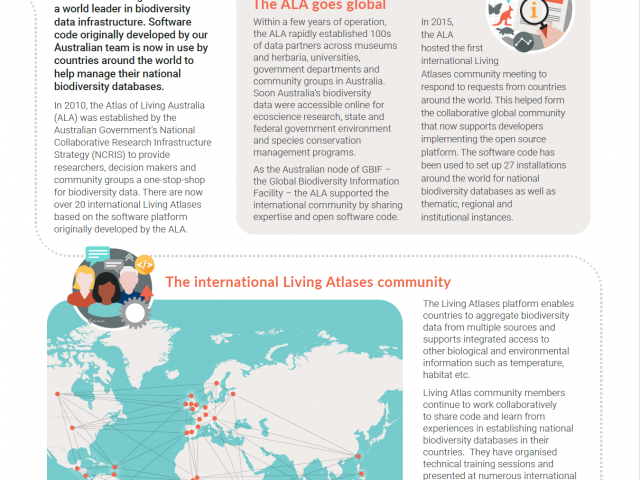 a world leader in biodiversity
data infrastructure. Software
code originally developed by our
Australian team is now in use by
countries around the world to
help manage their national
biodiversity databases.
In 2010, the Atlas of Living Australia
(ALA) was established by the
Australian Government's National
Collaborative Research Infrastructure
Strategy (NCRIS) to provide
researchers, decision makers and
community groups a one-stop-shop
for biodiversity data. There are now
over 20 international Living Atlases
based on the software platform
originally developed by the ALA.
The ALA goes global
Within a few years of operation,
the ALA rapidly established 100s
of data partners across museums
and herbaria, universities,
government departments and
community groups in Australia.
Soon Australia's biodiversity
data were accessible online for
ecoscience research, state and
federal government environment
and species conservation
management programs.
As the Australian node of GBIF –
the Global Biodiversity Information
Facility – the ALA supported the
international community by sharing
expertise and open software code.
In 2015,
the ALA
hosted the first
international Living
Atlases community meeting to
respond to requests from countries
around the world. This helped form
the collaborative global community
that now supports developers
implementing the open source
platform. The software code has
been used to set up 27 installations
around the world for national
biodiversity databases as well as
thematic, regional and
institutional instances.
The international Living Atlases community
The Living Atlases platform enables
countries to aggregate biodiversity
data from multiple sources and
supports integrated access to
other biological and environmental
information such as temperature,
habitat etc.
Living Atlas community members
continue to work collaboratively
to share code and learn from
experiences in establishing national
biodiversity databases in their
countries. They have organised
technical training sessions and
presented at numerous international